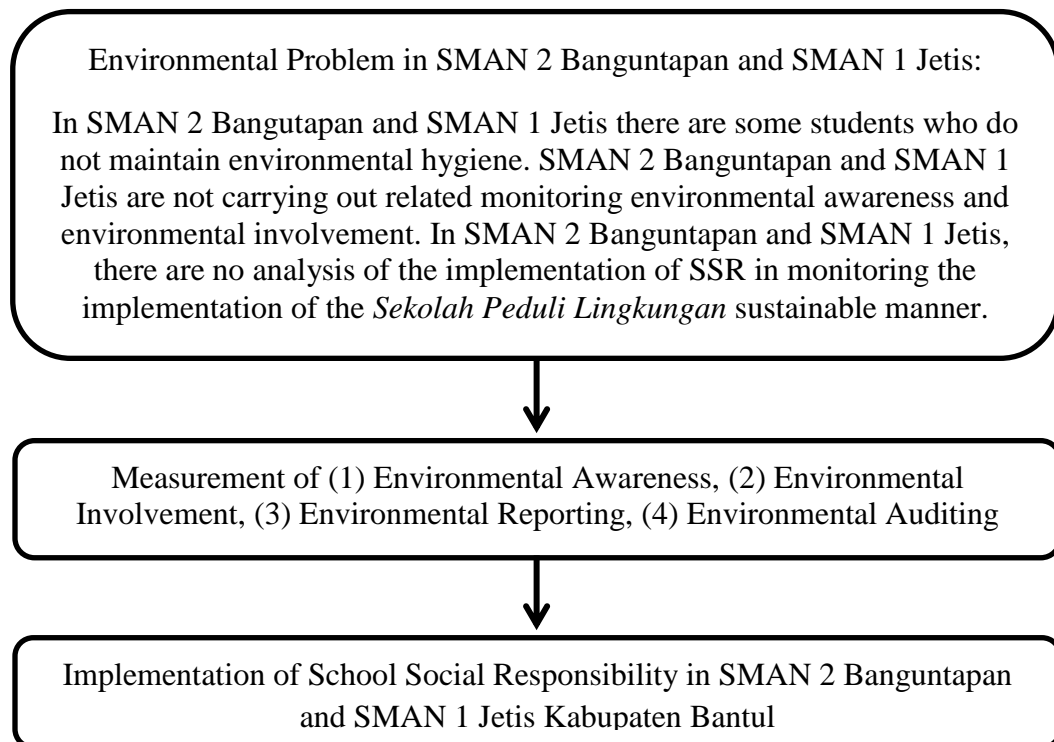 Environmental Problem in SMAN 2 Banguntapan and SMAN 1 Jetis:
In SMAN 2 Bangutapan and SMAN 1 Jetis there are some students who do
not maintain environmental hygiene. SMAN 2 Banguntapan and SMAN 1
Jetis are not carrying out related monitoring environmental awareness and
environmental involvement. In SMAN 2 Banguntapan and SMAN 1 Jetis,
there are no analysis of the implementation of SSR in monitoring the
implementation of the Sekolah Peduli Lingkungan sustainable manner.
Measurement of (1) Environmental Awareness, (2) Environmental
Involvement, (3) Environmental Reporting, (4) Environmental Auditing
Implementation of School Social Responsibility in SMAN 2 Banguntapan
and SMAN 1 Jetis Kabupaten Bantul